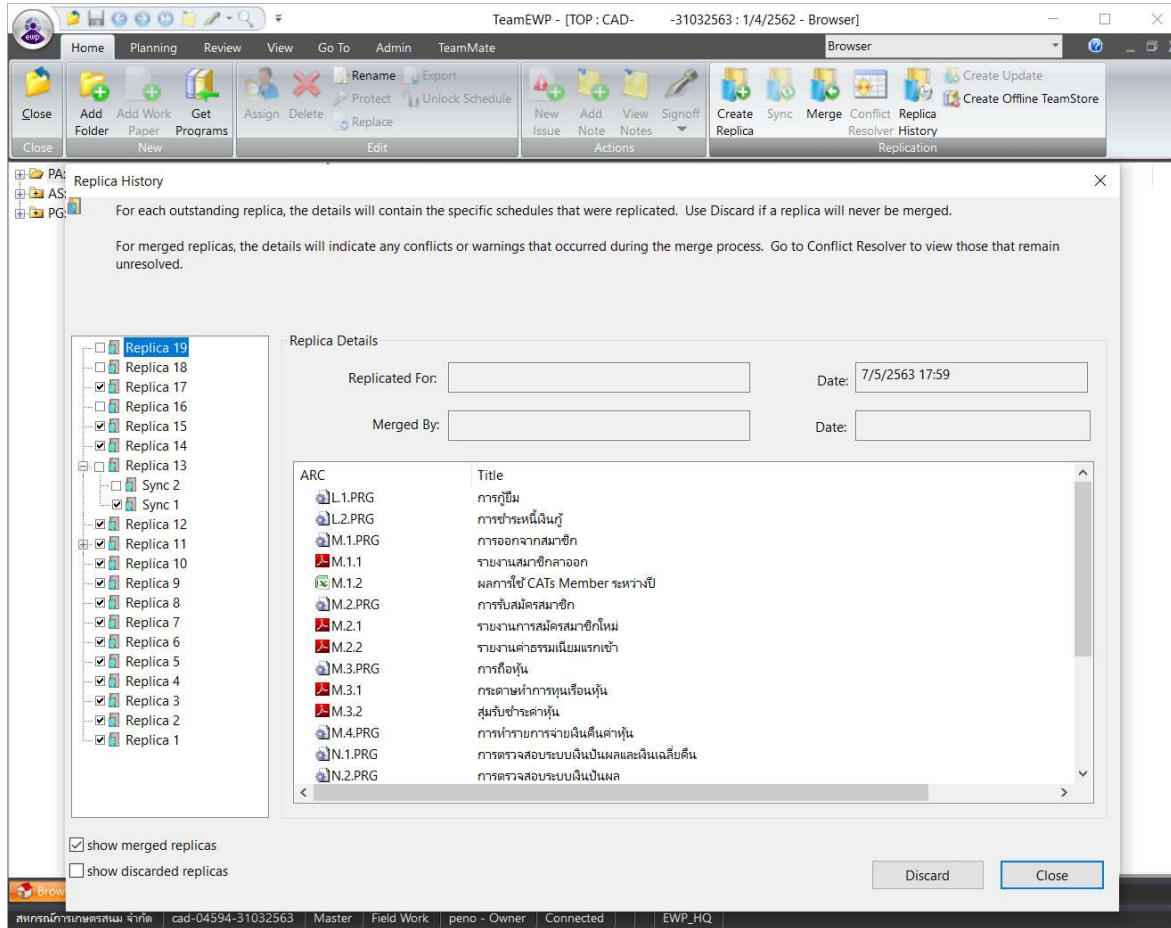 TeamEWP - [TOP : CAD- -31032563 : 1/4/2562 - Browser]
Home Planning Review View Go To Admin TeamMate Browser
Close Add Folder Add Work Paper Get Programs Assign Delete Rename Export Protect Unlock Schedule Replace New Issue Add Note View Notes Signoff Create Replica Sync Merge Conflict Resolver Replica History Create Update Create Offline TeamStore
Close New Edit Actions Replication
PA:
AS:
PG:
Replica History
For each outstanding replica, the details will contain the specific schedules that were replicated. Use Discard if a replica will never be merged.
For merged replicas, the details will indicate any conflicts or warnings that occurred during the merge process. Go to Conflict Resolver to view those that remain
unresolved.
Replica 19
Replica 18
Replica 17
Replica 16
Replica 15
Replica 14
Replica 13
Sync 2
Sync 1
Replica 12
Replica 11
Replica 10
Replica 9
Replica 8
Replica 7
Replica 6
Replica 5
Replica 4
Replica 3
Replica 2
Replica 1
Replica Details
Replicated For: Date: 7/5/2563 17:59
Merged By: Date:
ARC Title
L.1.PRG การกู้ยืม
L.2.PRG การชำระหนี้เงินกู้
M.1.PRG การออกจากสมาชิก
M.1.1 รายงานสมาชิกลาออก
M.1.2 ผลการใช้ CATs Member ระหว่างปี
M.2.PRG การรับสมัครสมาชิก
M.2.1 รายงานการสมัครสมาชิกใหม่
M.2.2 รายงานค่าธรรมเนียมแรกเข้า
M.3.PRG การถือหุ้น
M.3.1 กระดาษทำการทุนเรือนหุ้น
M.3.2 สุ่มรับชำระค่าหุ้น
M.4.PRG การทำรายการจ่ายเงินคืนค่าหุ้น
N.1.PRG การตรวจสอบระบบเงินปันผลและเงินเฉลี่ยคืน
N.2.PRG การตรวจสอบระบบเงินปันผล
show merged replicas
show discarded replicas
Discard Close
Brow
สหกรณ์การเกษตรสนม จำกัด cad-04594-31032563 Master Field Work peno - Owner Connected EWP_HQ